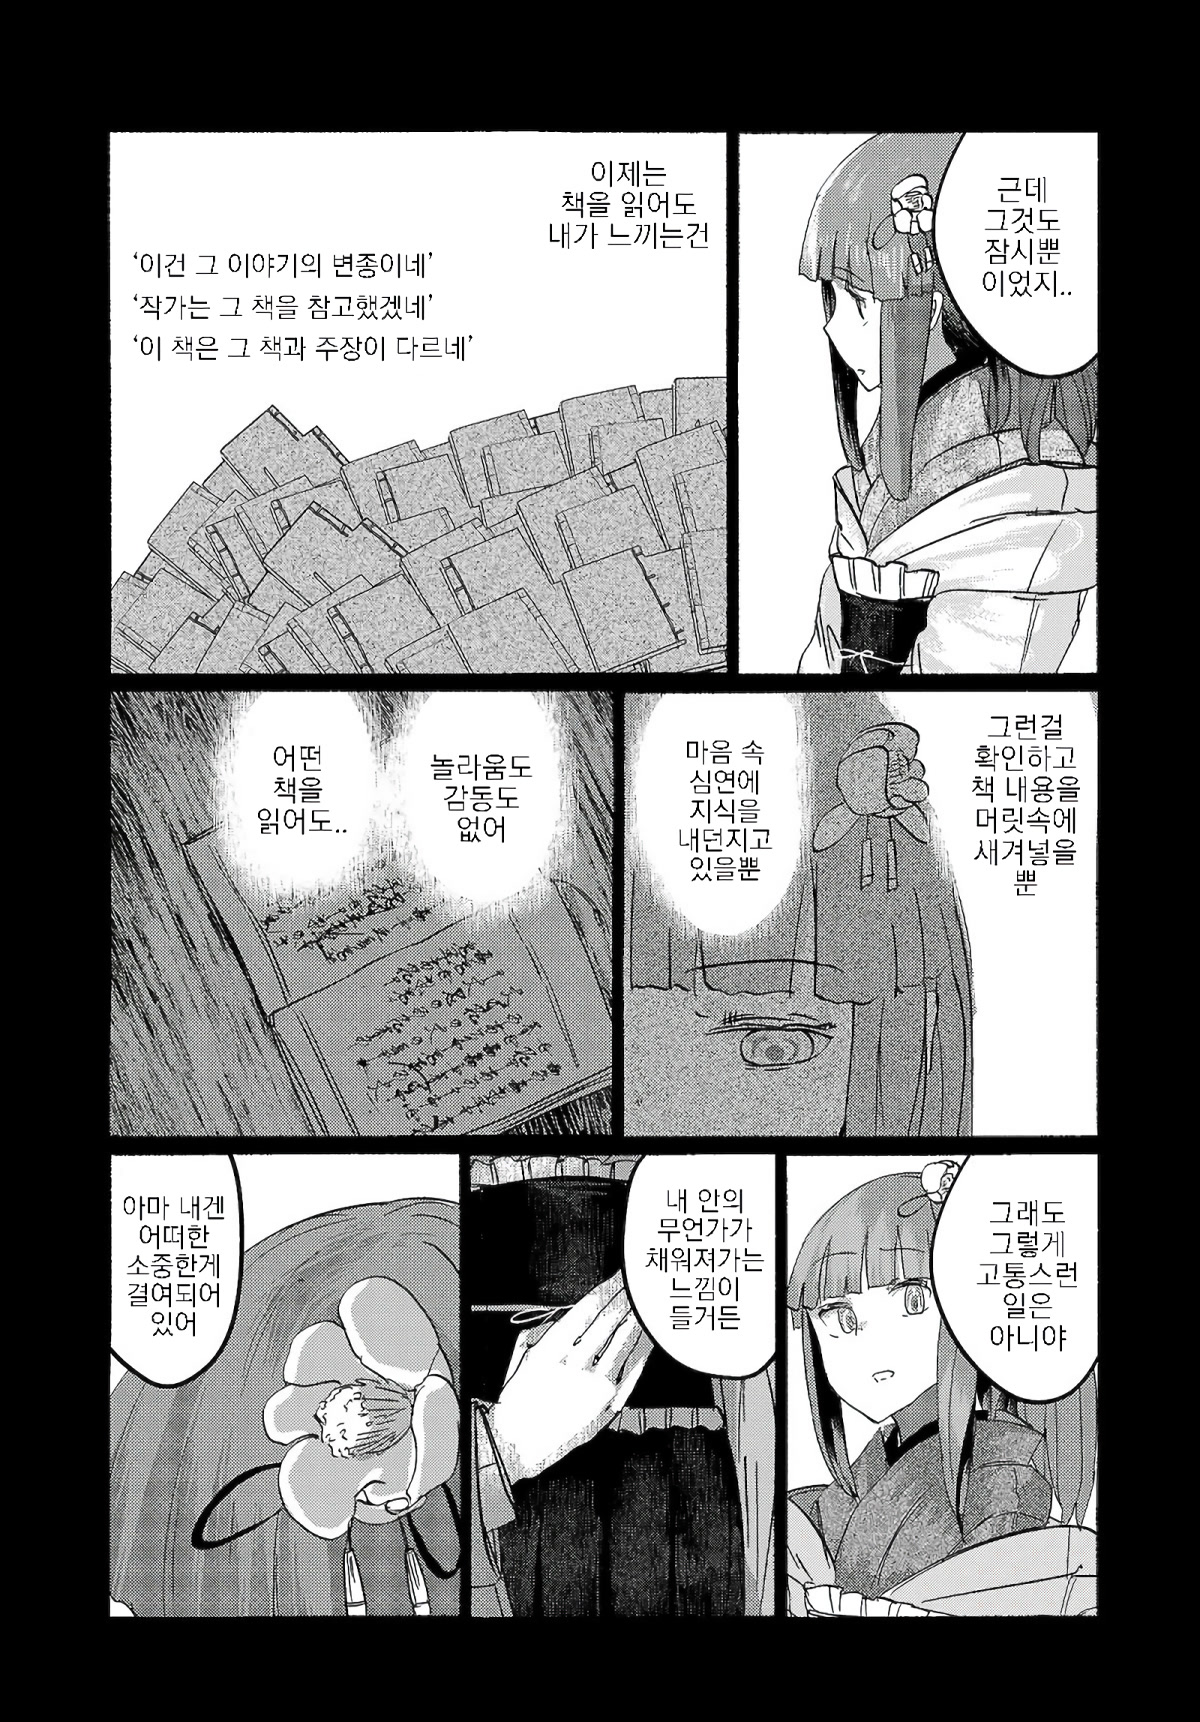 근데
그것도
잠시뿐
이었지..
이제는
책을 읽어도
내가 느끼는건
‘이건 그 이야기의 변종이네’
‘작가는 그 책을 참고했겠네’
‘이 책은 그 책과 주장이 다르네’
그런걸
확인하고
책 내용을
머릿속에
새겨넣을
뿐
마음 속
심연에
지식을
내던지고
있을뿐
놀라움도
감동도
없어
어떤
책을
읽어도..
그래도
그렇게
고통스런
일은
아니야
내 안의
무언가가
채워져가는
느낌이
들거든
아마 내겐
어떠한
소중한게
결여되어
있어